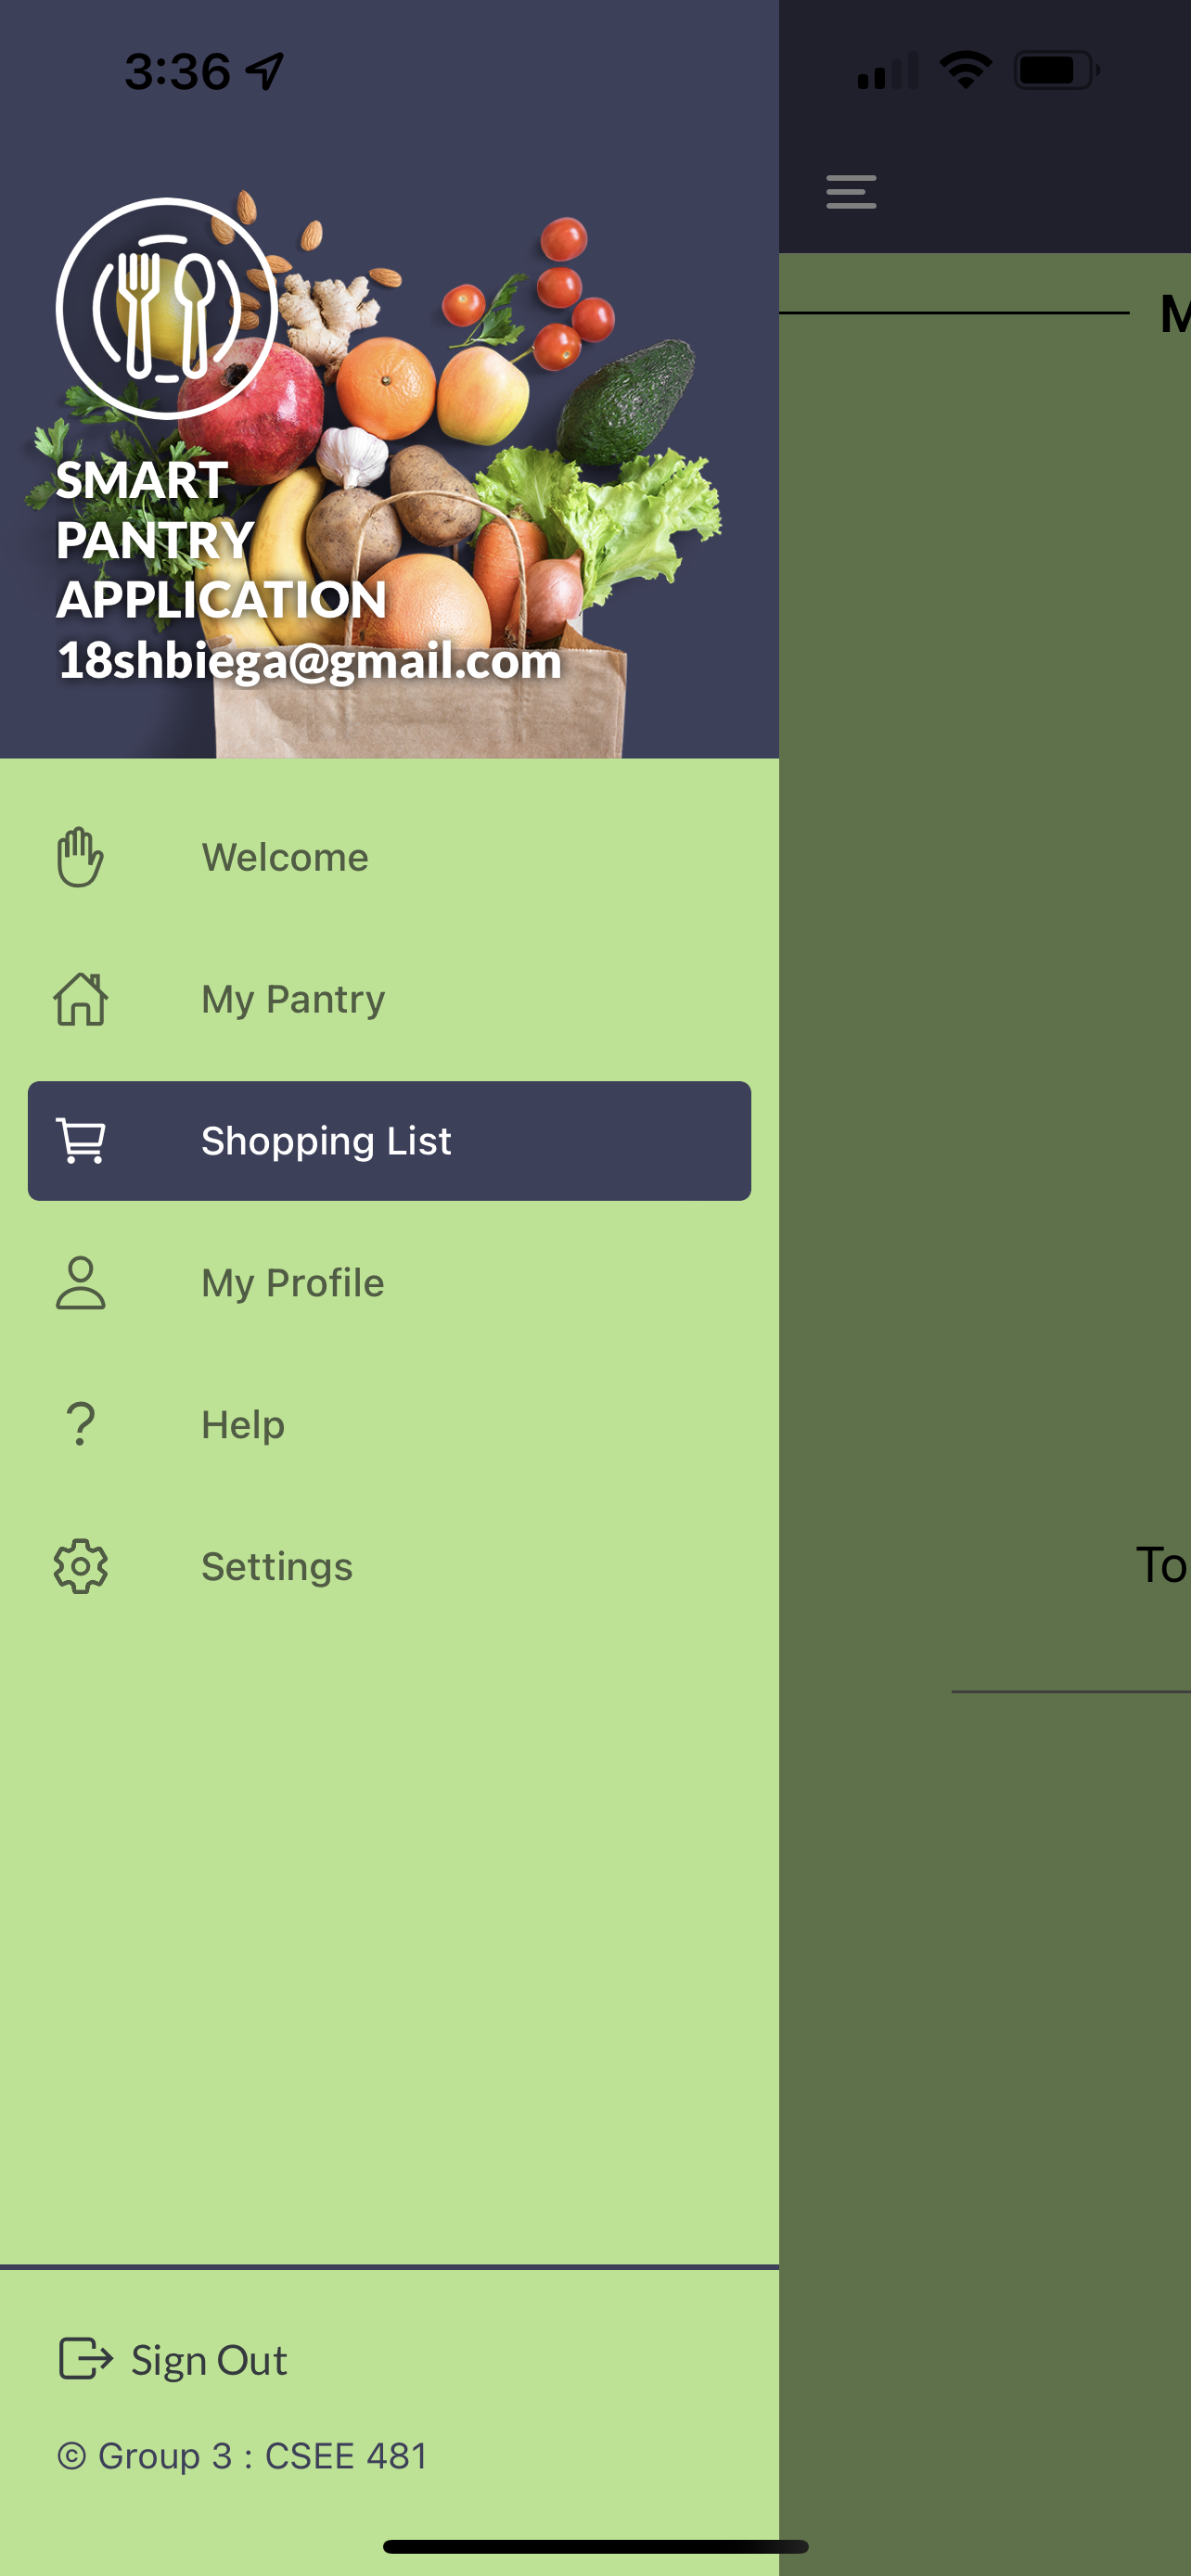 3:36
SMART
PANTRY
APPLICATION
18shbiega@gmail.com
Welcome
My Pantry
Shopping List
My Profile
Help
Settings
Sign Out
© Group 3 : CSEE 481
M
To